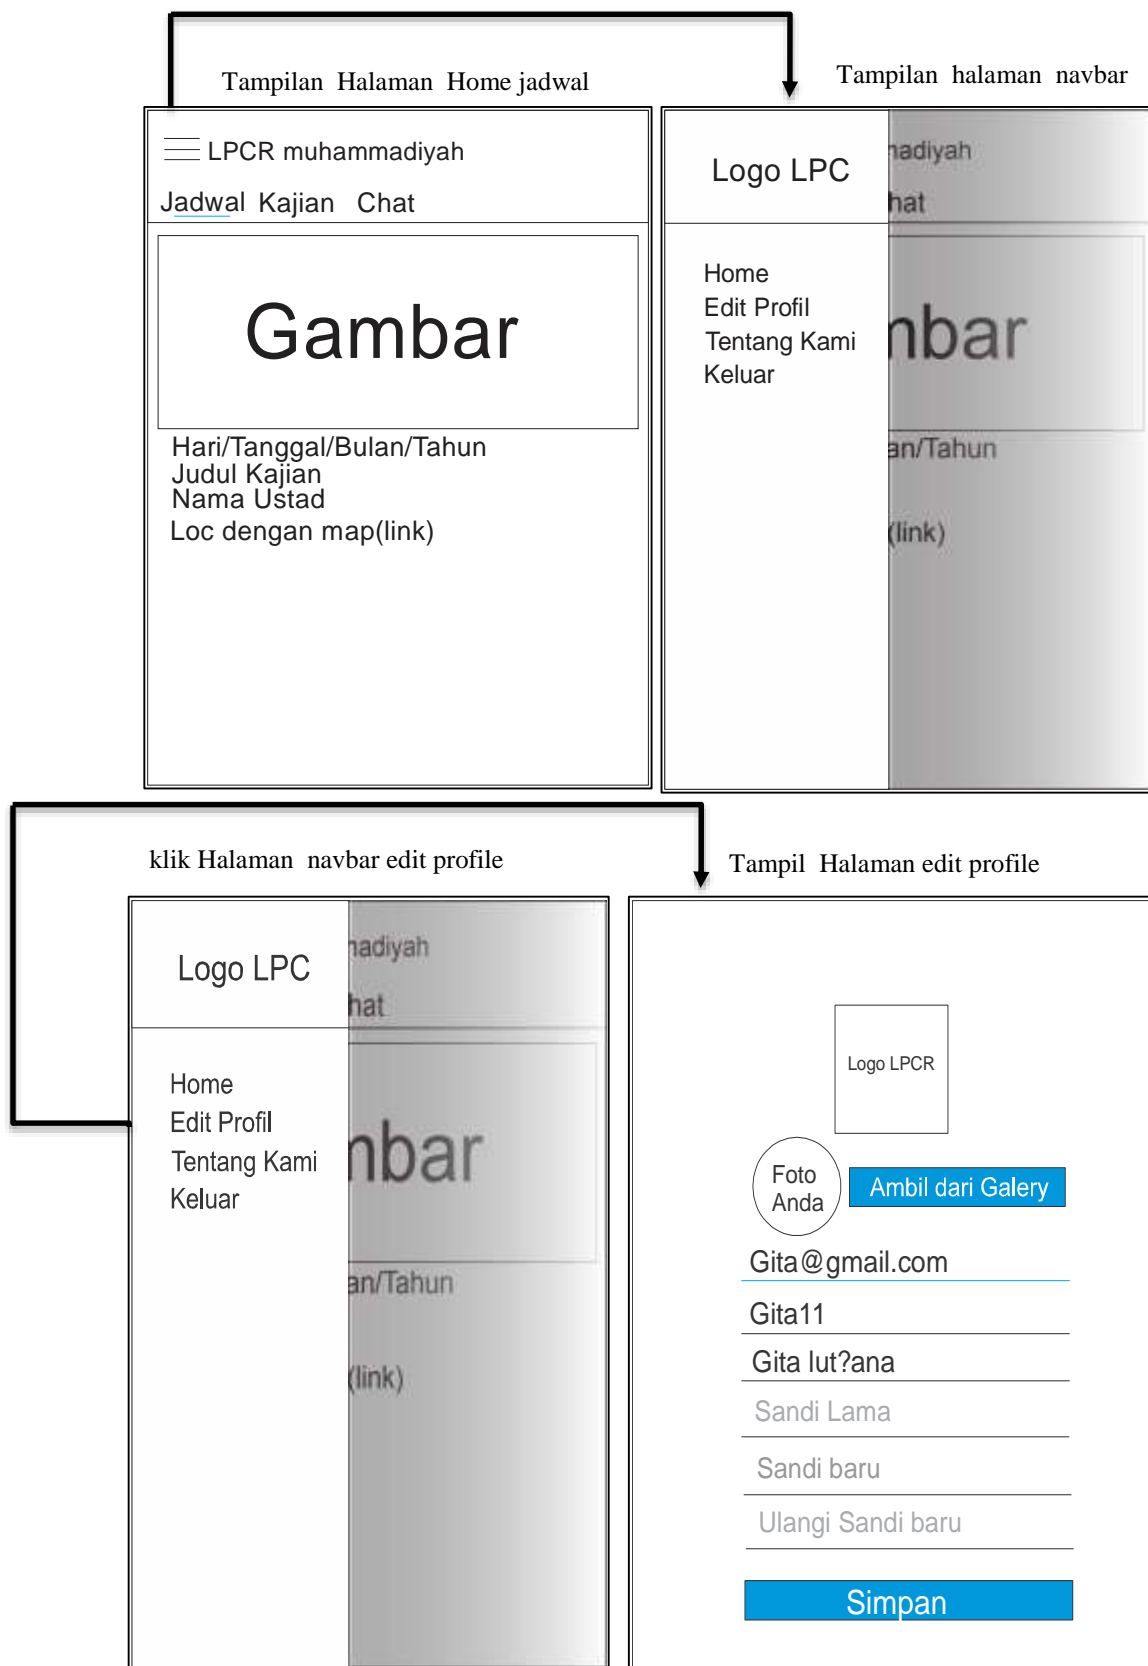 Tampilan Halaman Home jadwal
Tampilan halaman navbar
LPCR muhammadiyah
Jadwal Kajian Chat
Gambar
Hari/Tanggal/Bulan/Tahun
Judul Kajian
Nama Ustad
Loc dengan map(link)
Logo LPC
nadiyah
hat
Home
Edit Profil
Tentang Kami
Keluar
nbar
an/Tahun
(link)
klik Halaman navbar edit profile
Tampil Halaman edit profile
Logo LPC
nadiyah
hat
Home
Edit Profil
Tentang Kami
Keluar
nbar
an/Tahun
(link)
Logo LPCR
Foto
Anda
Ambil dari Galery
Gita@gmail.com
Gita11
Gita lut?ana
Sandi Lama
Sandi baru
Ulangi Sandi baru
Simpan